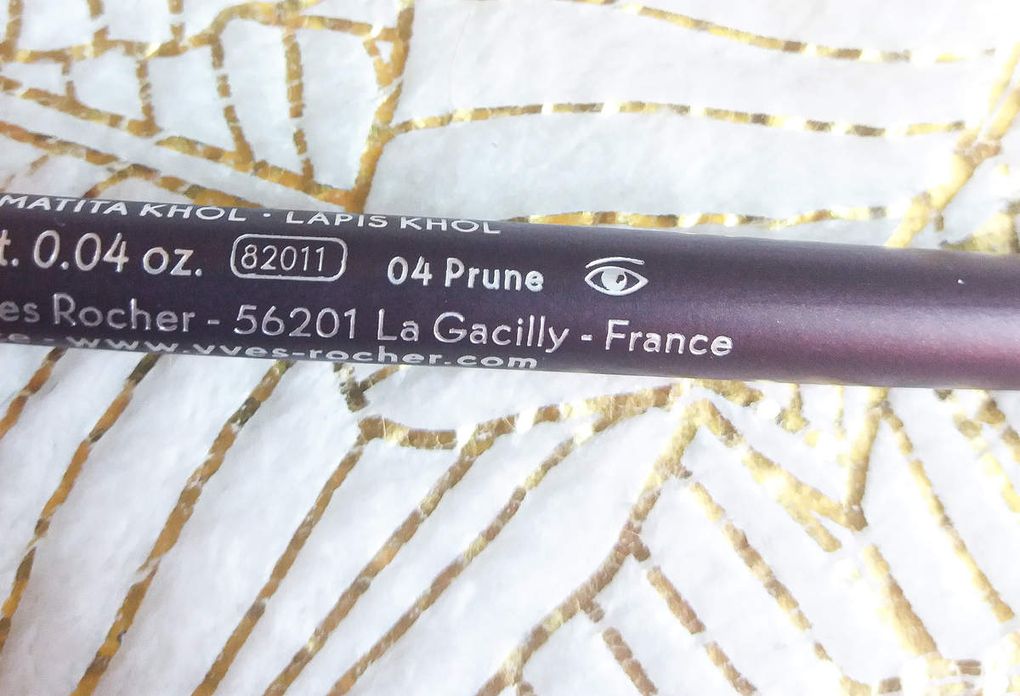 MATITA KHOL • LAPIS KHOL
t. 0.04 oz. 82011 04 Prune
es Rocher - 56201 La Gacilly - France
e - www.yves-rocher.com